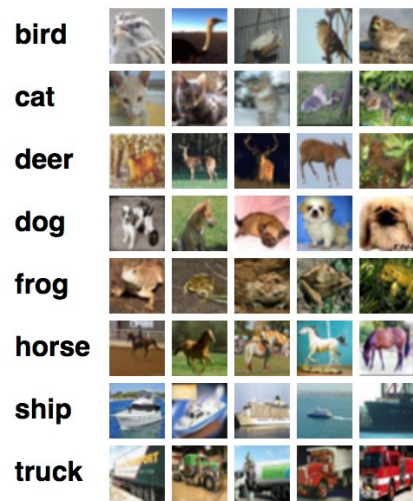 bird
cat
deer
dog
frog
horse
ship
truck